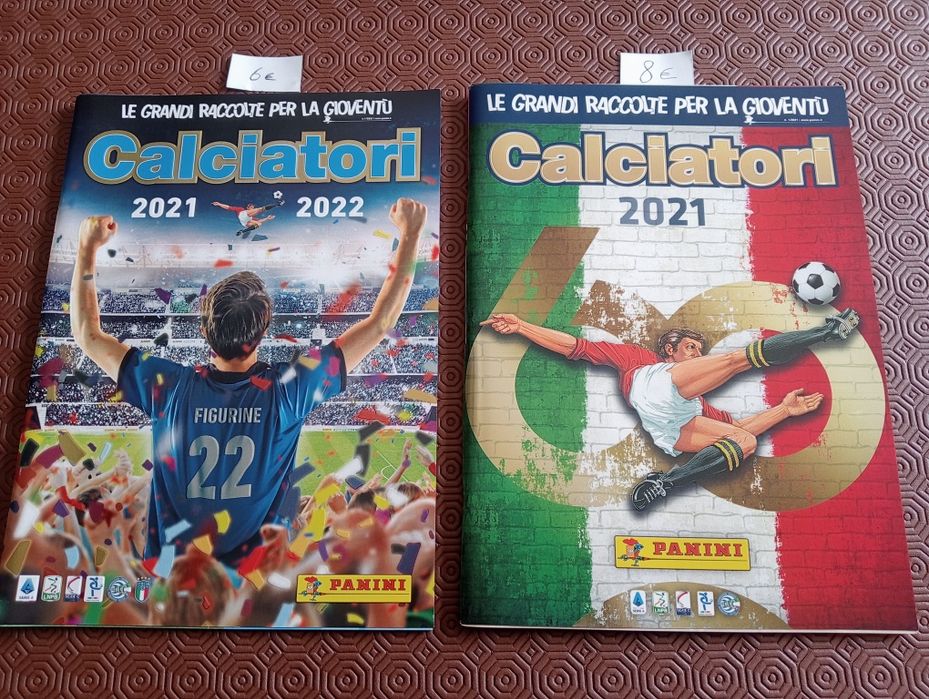 6€
LE GRANDI RACCOLTE PER LA GIOVENTÙ
Calciatori
2021 2022
FIGURINE
22
PANINI
8€
LE GRANDI RACCOLTE PER LA GIOVENTÙ
Calciatori
2021
60
PANINI